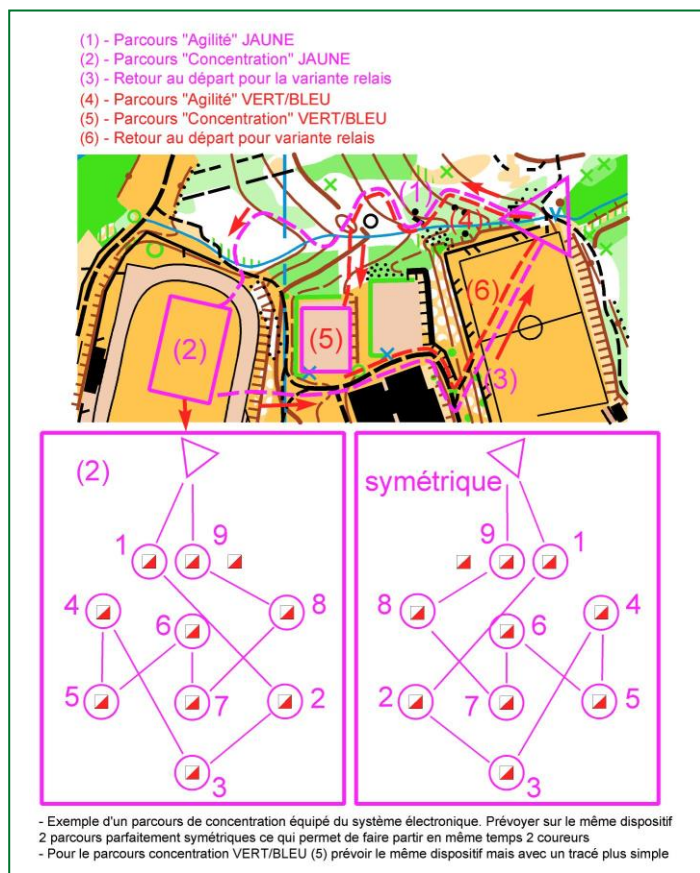 (1) - Parcours "Agilité" JAUNE
(2) - Parcours "Concentration" JAUNE
(3) - Retour au départ pour la variante relais
(4) - Parcours "Agilité" VERT/BLEU
(5) - Parcours "Concentration" VERT/BLEU
(6) - Retour au départ pour variante relais
(1)
(4)
(6)
(2)
(5)
(3)
(2)
1
9
4
6
8
5
7
2
3
symétrique
9
1
8
6
4
2
7
5
3
- Exemple d'un parcours de concentration équipé du système électronique. Prévoyer sur le même dispositif
2 parcours parfaitement symétriques ce qui permet de faire partir en même temps 2 coureurs
- Pour le parcours concentration VERT/BLEU (5) prévoir le même dispositif mais avec un tracé plus simple